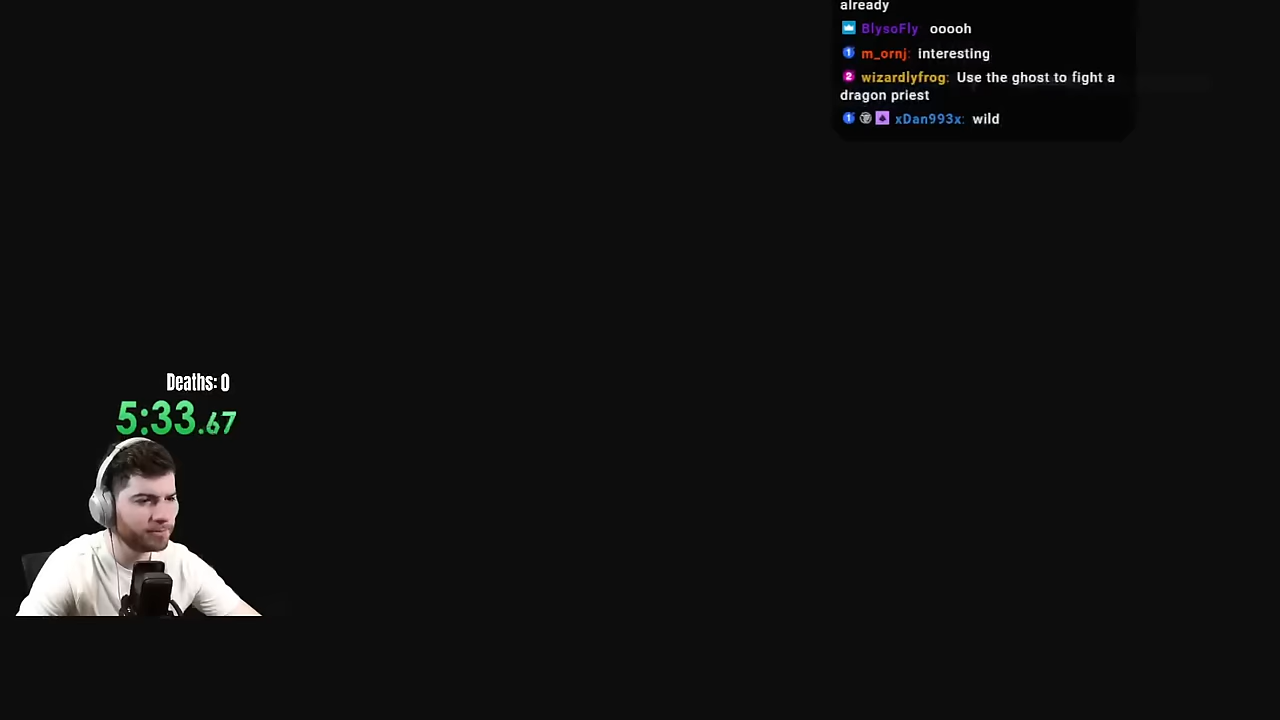 already
BlysoFly ooooh
m_ornj: interesting
wizardlyfrog: Use the ghost to fight a
dragon priest
xDan993x: wild
Deaths: 0
5:33.67